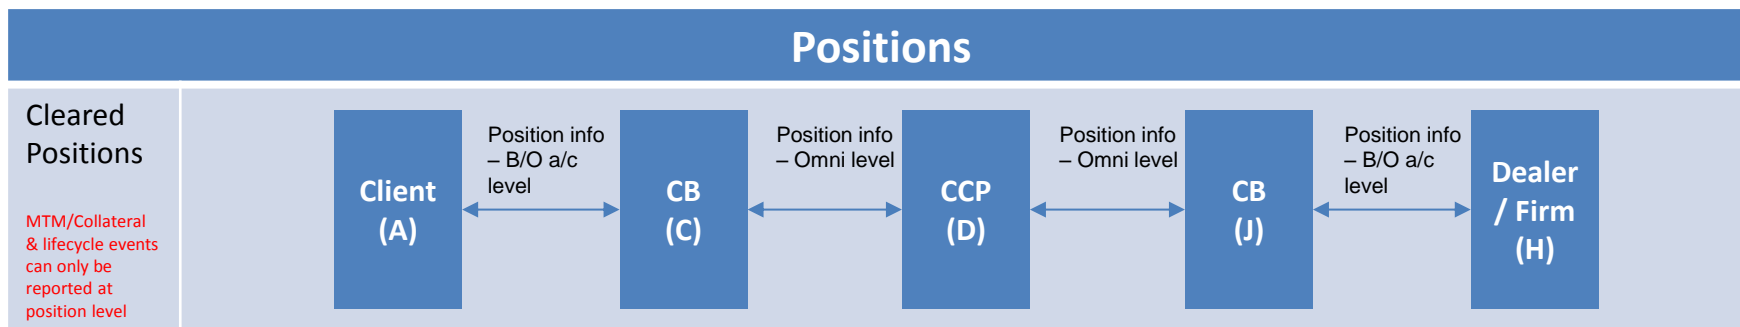 Positions
Cleared
Positions
MTM/Collateral
& lifecycle events
can only be
reported at
position level
Client
(A)
Position info
– B/O a/c
level
CB
(C)
Position info
– Omni level
CCP
(D)
Position info
– Omni level
CB
(J)
Position info
– B/O a/c
level
Dealer
/ Firm
(H)